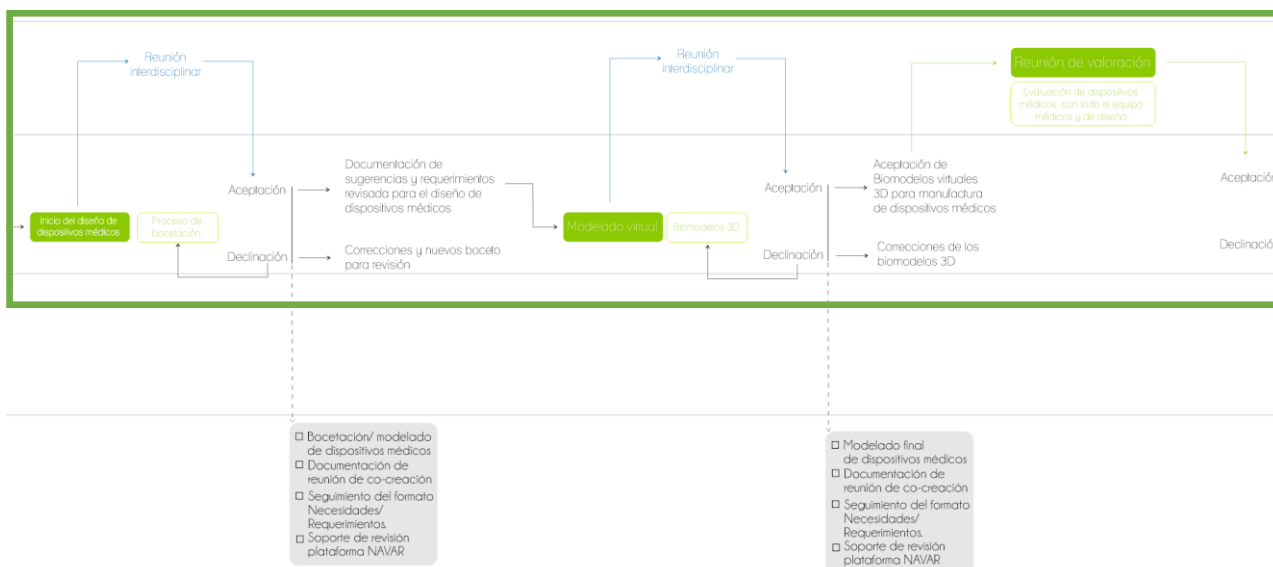 Reunión
interdisciplinar
Reunión
interdisciplinar
Reunión de valoración
Evaluación de dispositivos
médicos con todo el equipo
médicos y de diseño
Inicio del diseño de
dispositivos médicos
Proceso de
bocetación
Aceptación
Declinación
Documentación de
sugerencias y requerimientos
revisada para el diseño de
dispositivos médicos
Correcciones y nuevos boceto
para revisión
Modelado virtual
Biomodelos 3D
Aceptación
Declinación
Aceptación de
Biomodelos virtuales
3D para manufactura
de dispositivos médicos
Correcciones de los
biomodelos 3D
Aceptación
Declinación
Bocetación/ modelado
de dispositivos médicos
Documentación de
reunión de co-creación
Seguimiento del formato
Necesidades/
Requerimientos.
Soporte de revisión
plataforma NAVAR
Modelado final
de dispositivos médicos
Documentación de
reunión de co-creación
Seguimiento del formato
Necesidades/
Requerimientos.
Soporte de revisión
plataforma NAVAR